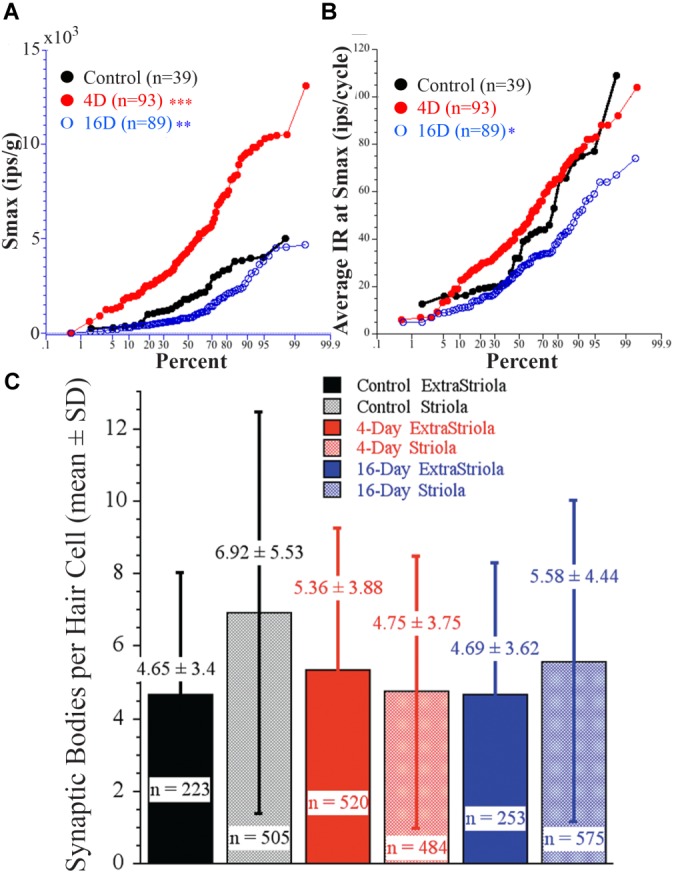 A
15 x10³
10
5
0
Smax (ips/g)
Control (n=39)
4D (n=93) ***
16D (n=89) **
.1 1 5 10 20 30 50 70 80 90 95 99 99.9
Percent
B
120
100
80
60
40
20
0
Average IR at Smax (ips/cycle)
Control (n=39)
4D (n=93)
16D (n=89) *
.1 1 5 10 20 30 50 70 80 90 95 99 99.9
Percent
C
Synaptic Bodies per Hair Cell (mean ± SD)
12
10
8
6
4
2
0
Control ExtraStriola
Control Striola
4-Day ExtraStriola
4-Day Striola
16-Day ExtraStriola
16-Day Striola
4.65 ± 3.4
6.92 ± 5.53
5.36 ± 3.88
4.75 ± 3.75
4.69 ± 3.62
5.58 ± 4.44
n = 223
n = 505
n = 520
n = 484
n = 253
n = 575